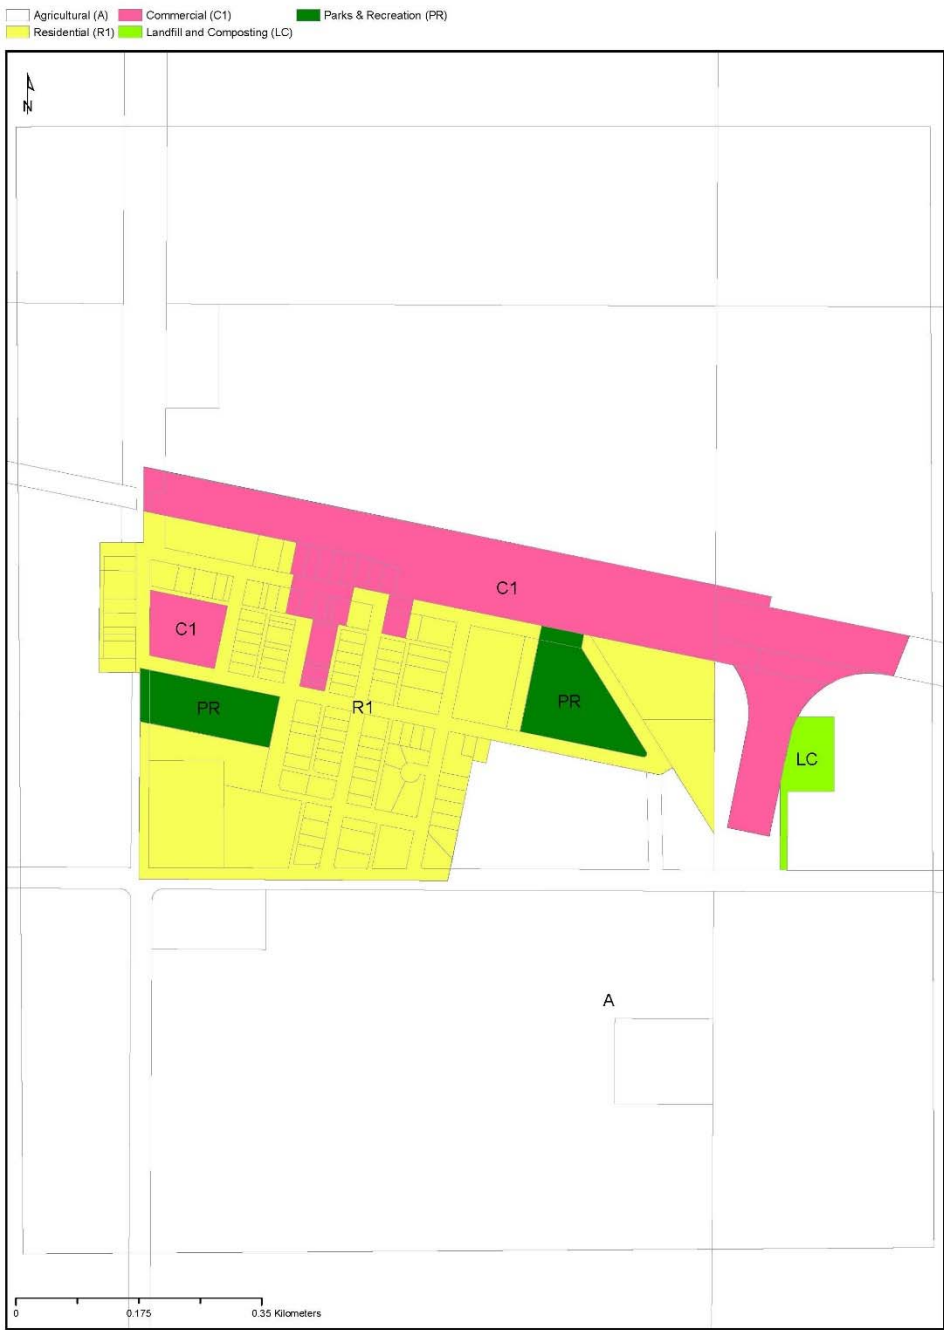 Agricultural (A) Commercial (C1) Parks & Recreation (PR)
Residential (R1) Landfill and Composting (LC)
N
C1
C1
PR
R1
PR
LC
A
0 0.175 0.35 Kilometers